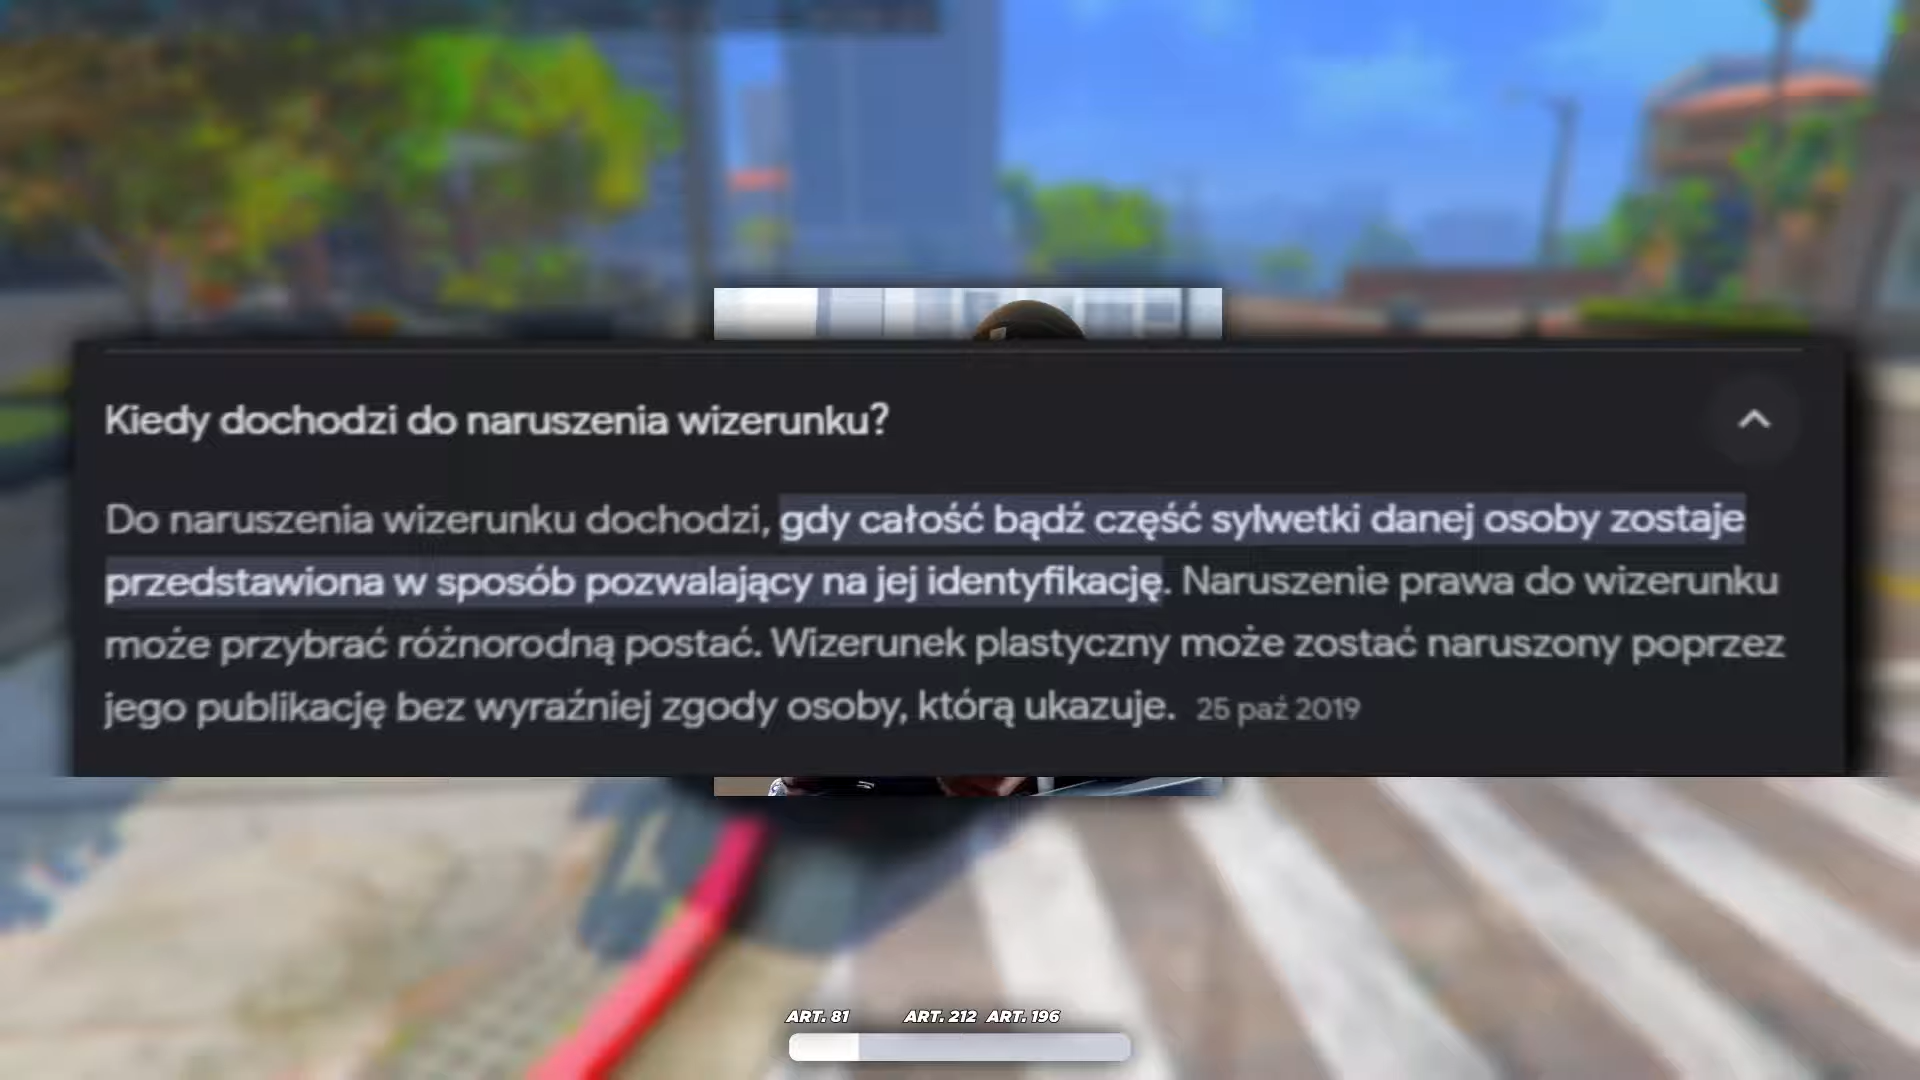 Kiedy dochodzi do naruszenia wizerunku?
Do naruszenia wizerunku dochodzi, gdy całość bądź część sylwetki danej osoby zostaje
przedstawiona w sposób pozwalający na jej identyfikację. Naruszenie prawa do wizerunku
może przybrać różnorodną postać. Wizerunek plastyczny może zostać naruszony poprzez
jego publikację bez wyraźniej zgody osoby, którą ukazuje. 25 paź 2019
ART. 81 ART. 212 ART. 196